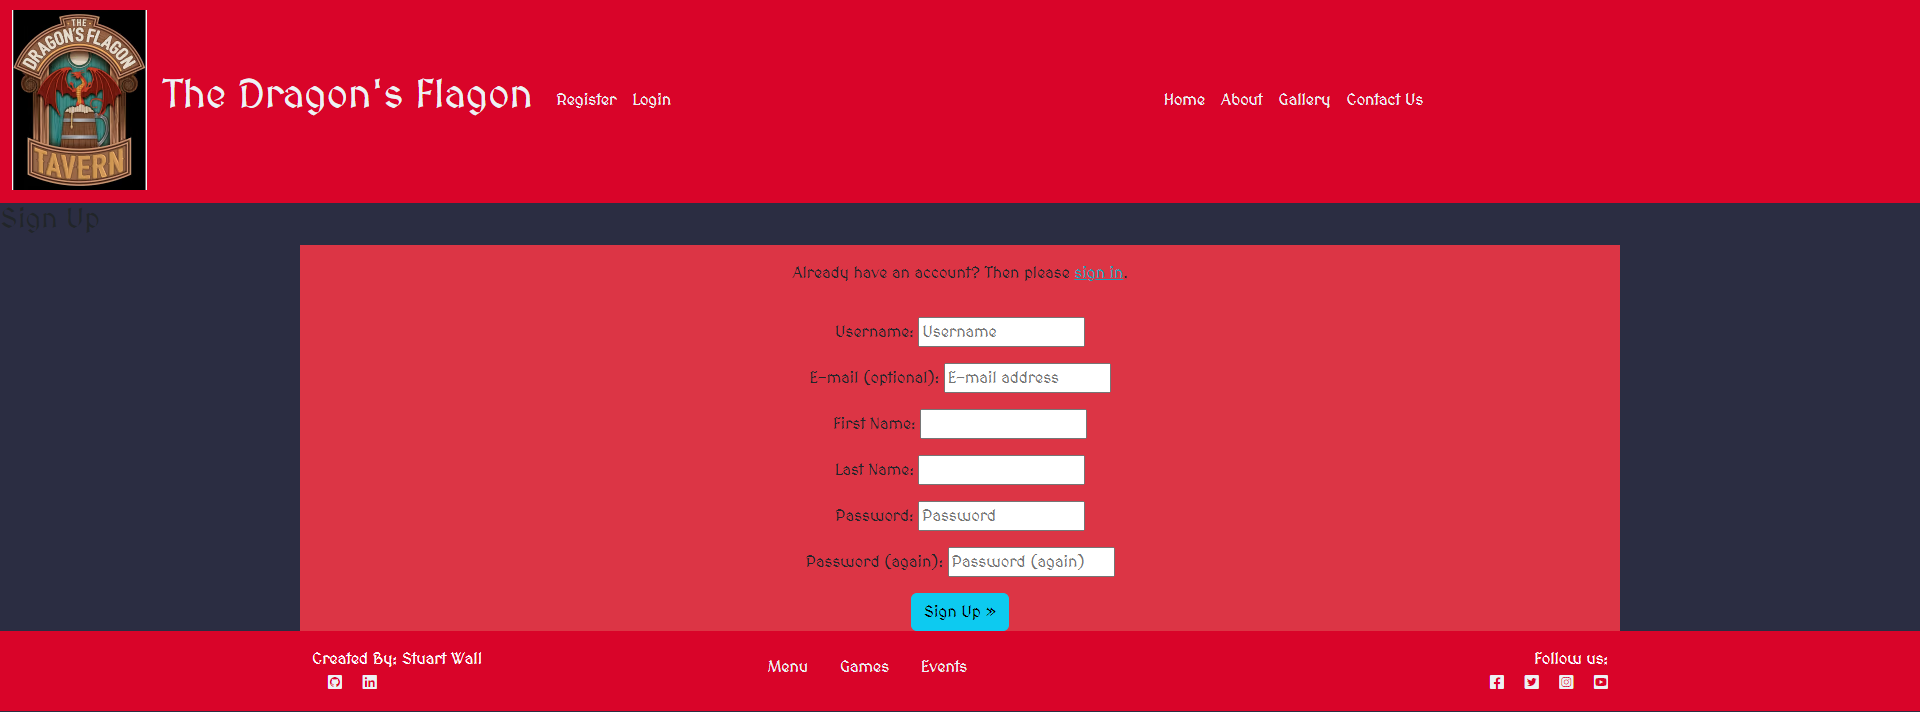 THE
DRAGON'S FLAGON
TAVERN
The Dragon's Flagon
Register Login
Home About Gallery Contact Us
Sign Up
Already have an account? Then please sign in.
Username: Username
E-mail (optional): E-mail address
First Name:
Last Name:
Password: Password
Password (again): Password (again)
Sign Up »
Created By: Stuart Wall
Menu Games Events
Follow us: